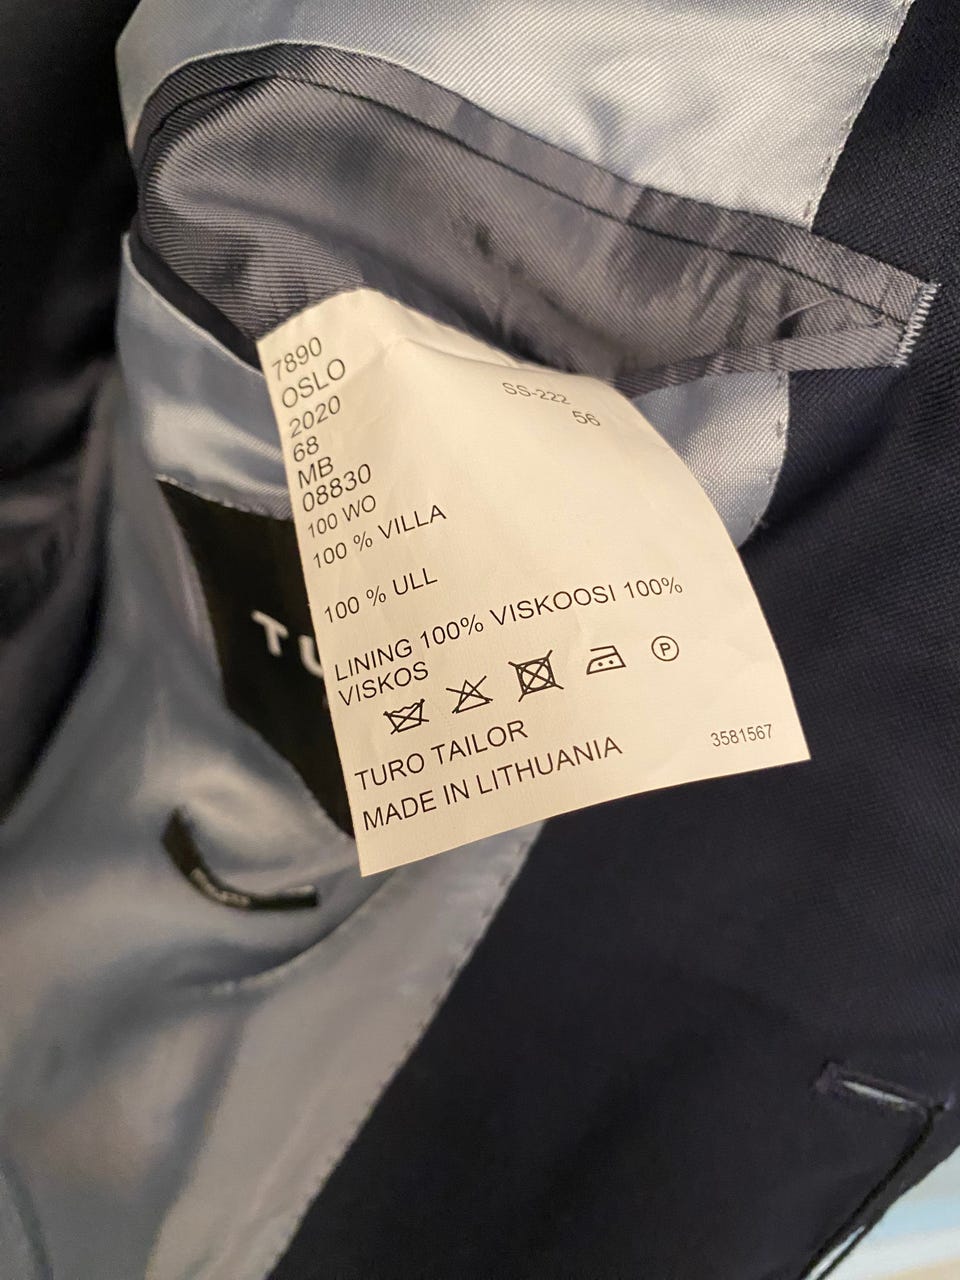 7890
OSLO
2020
68
MB
08830
100 WO
100 % VILLA
100 % ULL
LINING 100% VISKOOSI 100%
VISKOS
P
TURO TAILOR
MADE IN LITHUANIA
SS-222
56
3581567
TU